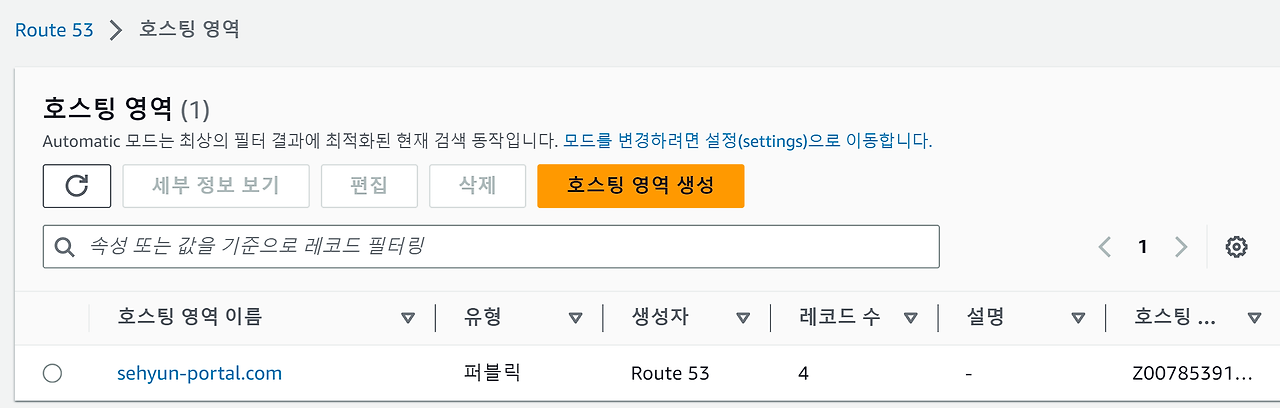 Route 53 > 호스팅 영역
호스팅 영역 (1)
Automatic 모드는 최상의 필터 결과에 최적화된 현재 검색 동작입니다. 모드를 변경하려면 설정(settings)으로 이동합니다.
세부 정보 보기 편집 삭제 호스팅 영역 생성
속성 또는 값을 기준으로 레코드 필터링 1
호스팅 영역 이름 유형 생성자 레코드 수 설명 호스팅 ...
sehyun-portal.com 퍼블릭 Route 53 4 - Z00785391...